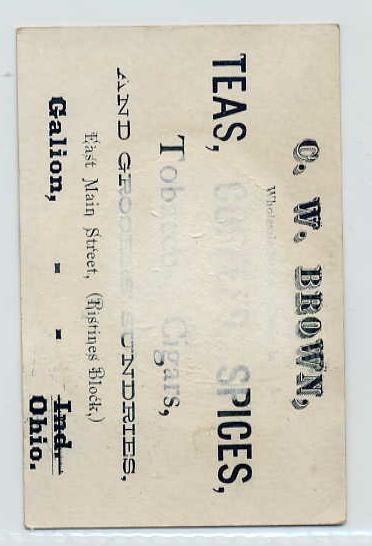 C. W. BROWN,
Wholesale
TEAS, COFFEES SPICES,
Tobacco, Cigars,
AND GROCERS' SUNDRIES,
East Main Street, (Ristines Block,)
Galion, - - Ind.
Ohio.